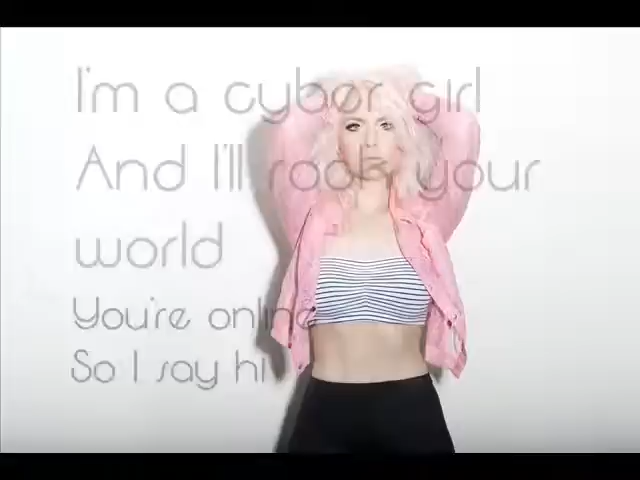 I'm a cyber girl
And I'll rock your
world
You're online
So I say hi